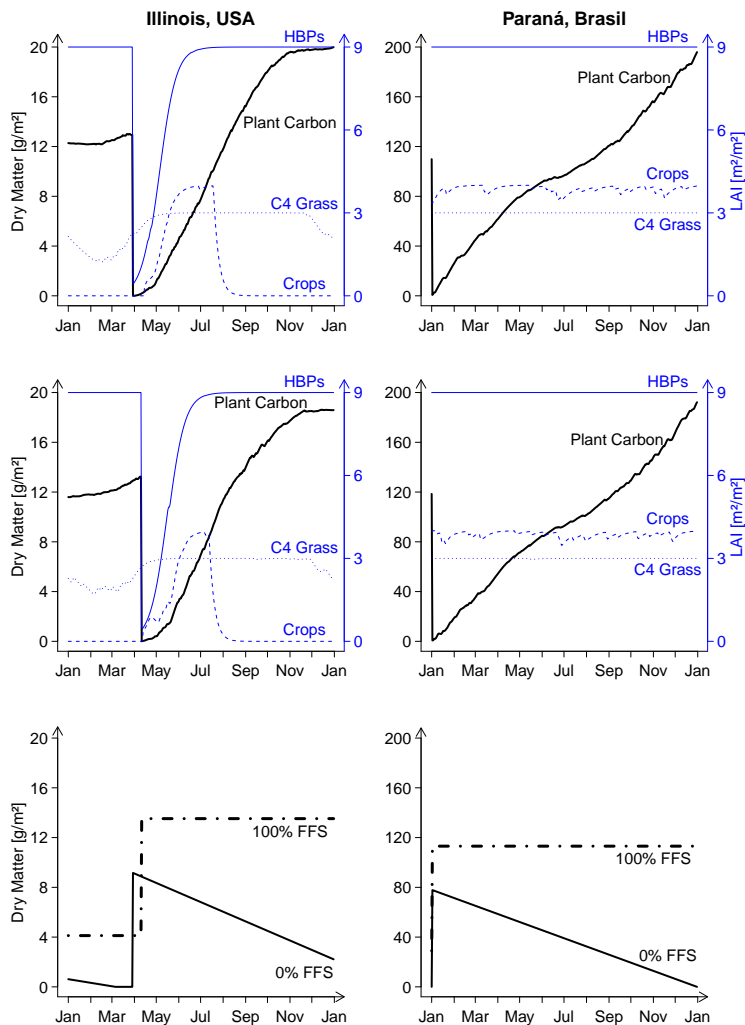 Illinois, USA
Paraná, Brasil
HBPs
HBPs
20
16
12
8
4
0
Dry Matter [g/m²]
Plant Carbon
C4 Grass
Crops
9
6
3
0
Jan Mar May Jul Sep Nov Jan
200
160
120
80
40
0
Plant Carbon
Crops
C4 Grass
9
6
3
0
LAI [m²/m²]
Jan Mar May Jul Sep Nov Jan
HBPs
HBPs
20
16
12
8
4
0
Dry Matter [g/m²]
Plant Carbon
C4 Grass
Crops
9
6
3
0
Jan Mar May Jul Sep Nov Jan
200
160
120
80
40
0
Plant Carbon
Crops
C4 Grass
9
6
3
0
LAI [m²/m²]
Jan Mar May Jul Sep Nov Jan
20
16
12
8
4
0
Dry Matter [g/m²]
100% FFS
0% FFS
Jan Mar May Jul Sep Nov Jan
200
160
120
80
40
0
100% FFS
0% FFS
Jan Mar May Jul Sep Nov Jan